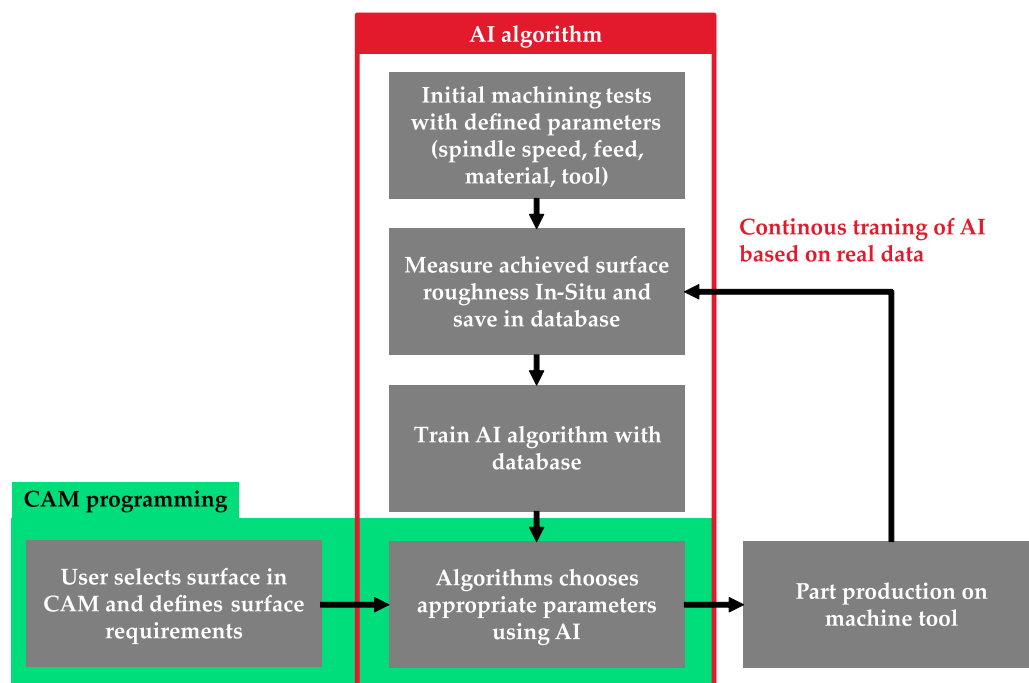 AI algorithm
Initial machining tests
with defined parameters
(spindle speed, feed,
material, tool)
Continous traning of AI
based on real data
Measure achieved surface
roughness In-Situ and
save in database
Train AI algorithm with
database
CAM programming
User selects surface in
CAM and defines surface
requirements
Algorithms chooses
appropriate parameters
using AI
Part production on
machine tool